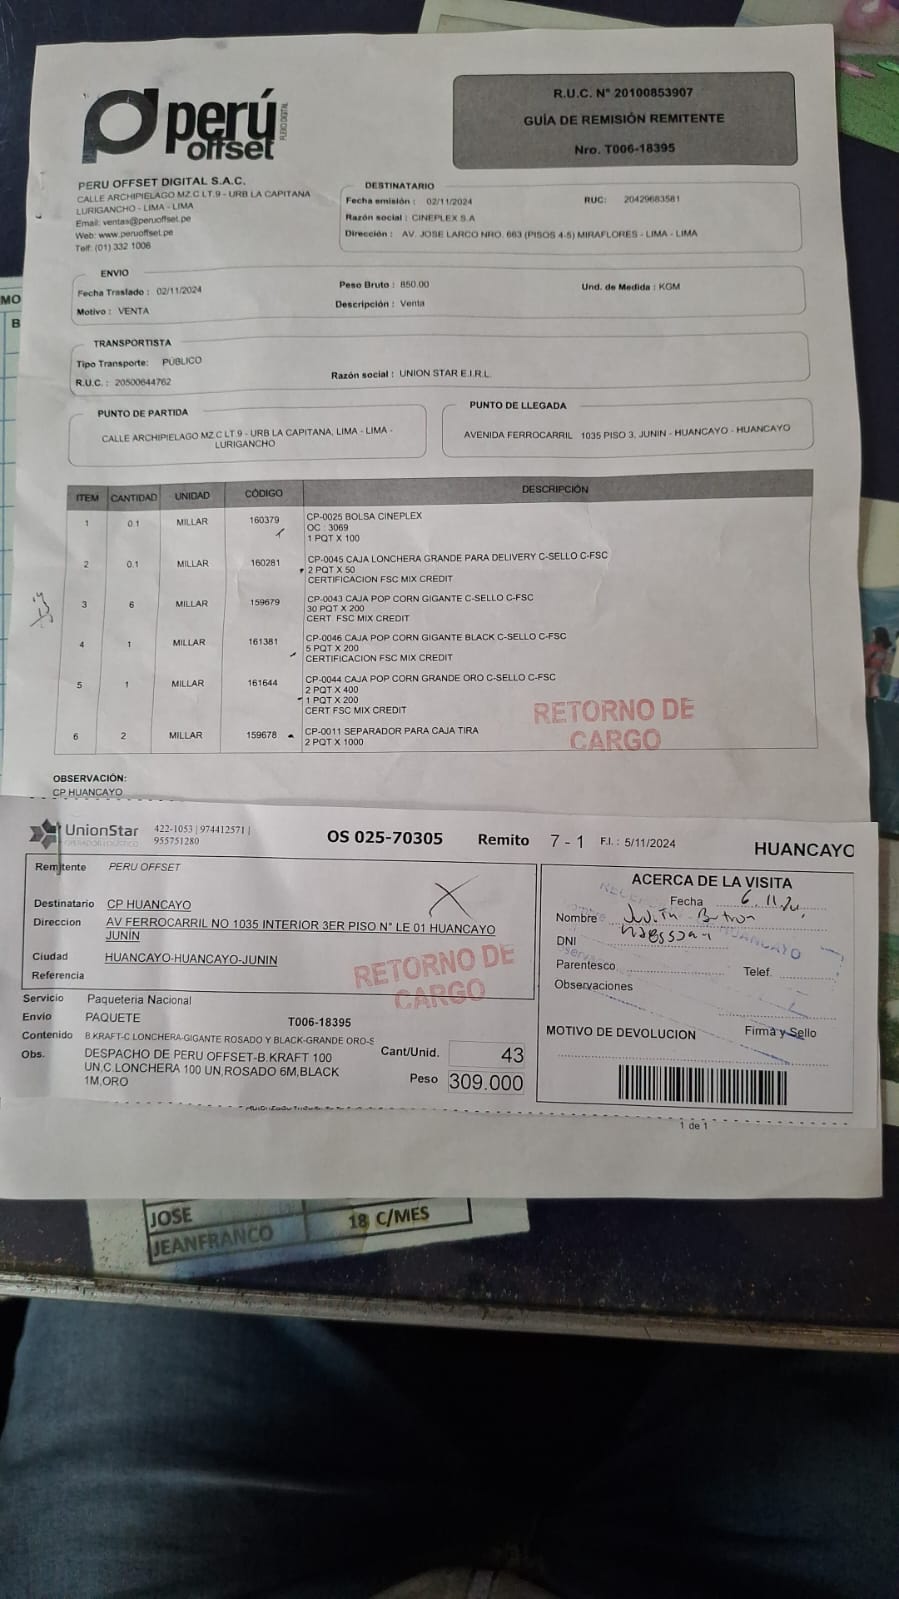 perú
offset
R.U.C. N° 20100853907
GUÍA DE REMISIÓN REMITENTE
Nro. T006-18395
PERU OFFSET DIGITAL S.A.C.
CALLE ARCHIPIELAGO MZ.C LT.9 - URB LA CAPITANA
LURIGANCHO - LIMA - LIMA
Email: ventas@peruoffset.pe
Web: www.peruoffset.pe
Telf: (01) 332 1006
DESTINATARIO
Fecha emisión : 02/11/2024 RUC: 20429683581
Razón social : CINEPLEX S.A
Dirección : AV. JOSE LARCO NRO. 663 (PISOS 4-5) MIRAFLORES - LIMA - LIMA
ENVIO
Fecha Traslado : 02/11/2024 Peso Bruto : 850.00 Und. de Medida : KGM
Motivo : VENTA Descripción : Venta
TRANSPORTISTA
Tipo Transporte: PÚBLICO
R.U.C. : 20500644762 Razón social : UNION STAR E.I.R.L.
PUNTO DE PARTIDA
CALLE ARCHIPIELAGO MZ C LT 9 - URB LA CAPITANA, LIMA - LIMA -
LURIGANCHO
PUNTO DE LLEGADA
AVENIDA FERROCARRIL 1035 PISO 3, JUNIN - HUANCAYO - HUANCAYO
ITEM CANTIDAD UNIDAD CÓDIGO DESCRIPCIÓN
1 0.1 MILLAR 160379 CP-0025 BOLSA CINEPLEX
OC : 3069
1 PQT X 100
2 0.1 MILLAR 160281 CP-0045 CAJA LONCHERA GRANDE PARA DELIVERY C-SELLO C-FSC
2 PQT X 50
CERTIFICACION FSC MIX CREDIT
3 6 MILLAR 159679 CP-0043 CAJA POP CORN GIGANTE C-SELLO C-FSC
30 PQT X 200
CERT. FSC MIX CREDIT
4 1 MILLAR 161381 CP-0046 CAJA POP CORN GIGANTE BLACK C-SELLO C-FSC
5 PQT X 200
CERTIFICACION FSC MIX CREDIT
5 1 MILLAR 161644 CP-0044 CAJA POP CORN GRANDE ORO C-SELLO C-FSC
2 PQT X 400
1 PQT X 200
CERT FSC MIX CREDIT
6 2 MILLAR 159678 CP-0011 SEPARADOR PARA CAJA TIRA
2 PQT X 1000
RETORNO DE
CARGO
OBSERVACIÓN:
CP HUANCAYO
UnionStar 422-1053 | 974412571 |
955751280
OS 025-70305 Remito 7 - 1 F.I. : 5/11/2024 HUANCAYO
Remitente PERU OFFSET
Destinatario CP HUANCAYO
Direccion AV FERROCARRIL NO 1035 INTERIOR 3ER PISO N° LE 01 HUANCAYO
JUNIN
Ciudad HUANCAYO-HUANCAYO-JUNIN
Referencia
RETORNO DE
CARGO
ACERCA DE LA VISITA
Fecha
Nombre
DNI
Parentesco Telef.
Observaciones
MOTIVO DE DEVOLUCION Firma y Sello
Servicio Paqueteria Nacional
Envio PAQUETE T006-18395
Contenido B.KRAFT-C LONCHERA-GIGANTE ROSADO Y BLACK-GRANDE ORO-S
Obs. DESPACHO DE PERU OFFSET-B.KRAFT 100
UN,C.LONCHERA 100 UN,ROSADO 6M,BLACK
1M,ORO
Cant/Unid. 43
Peso 309.000
1 de 1
JOSE 18 C/MES
JEANFRANCO